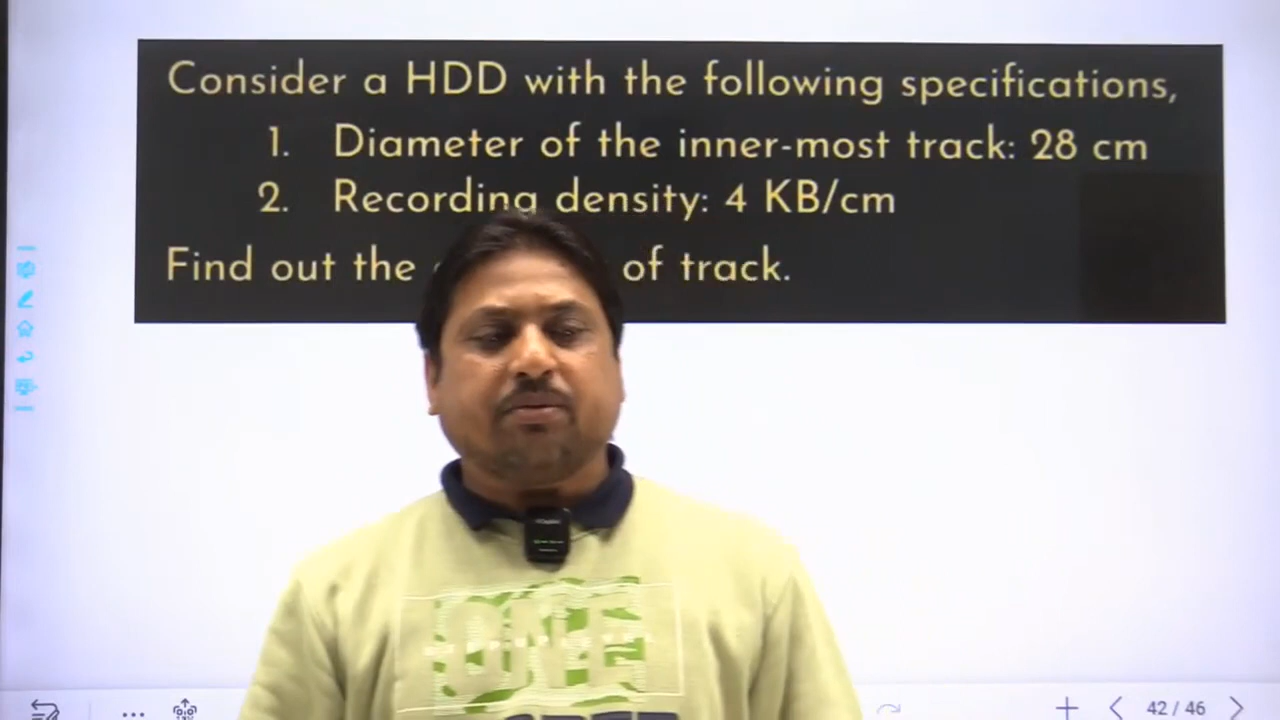 Consider a HDD with the following specifications,
1. Diameter of the inner-most track: 28 cm
2. Recording density: 4 KB/cm
Find out the of track.
42 / 46